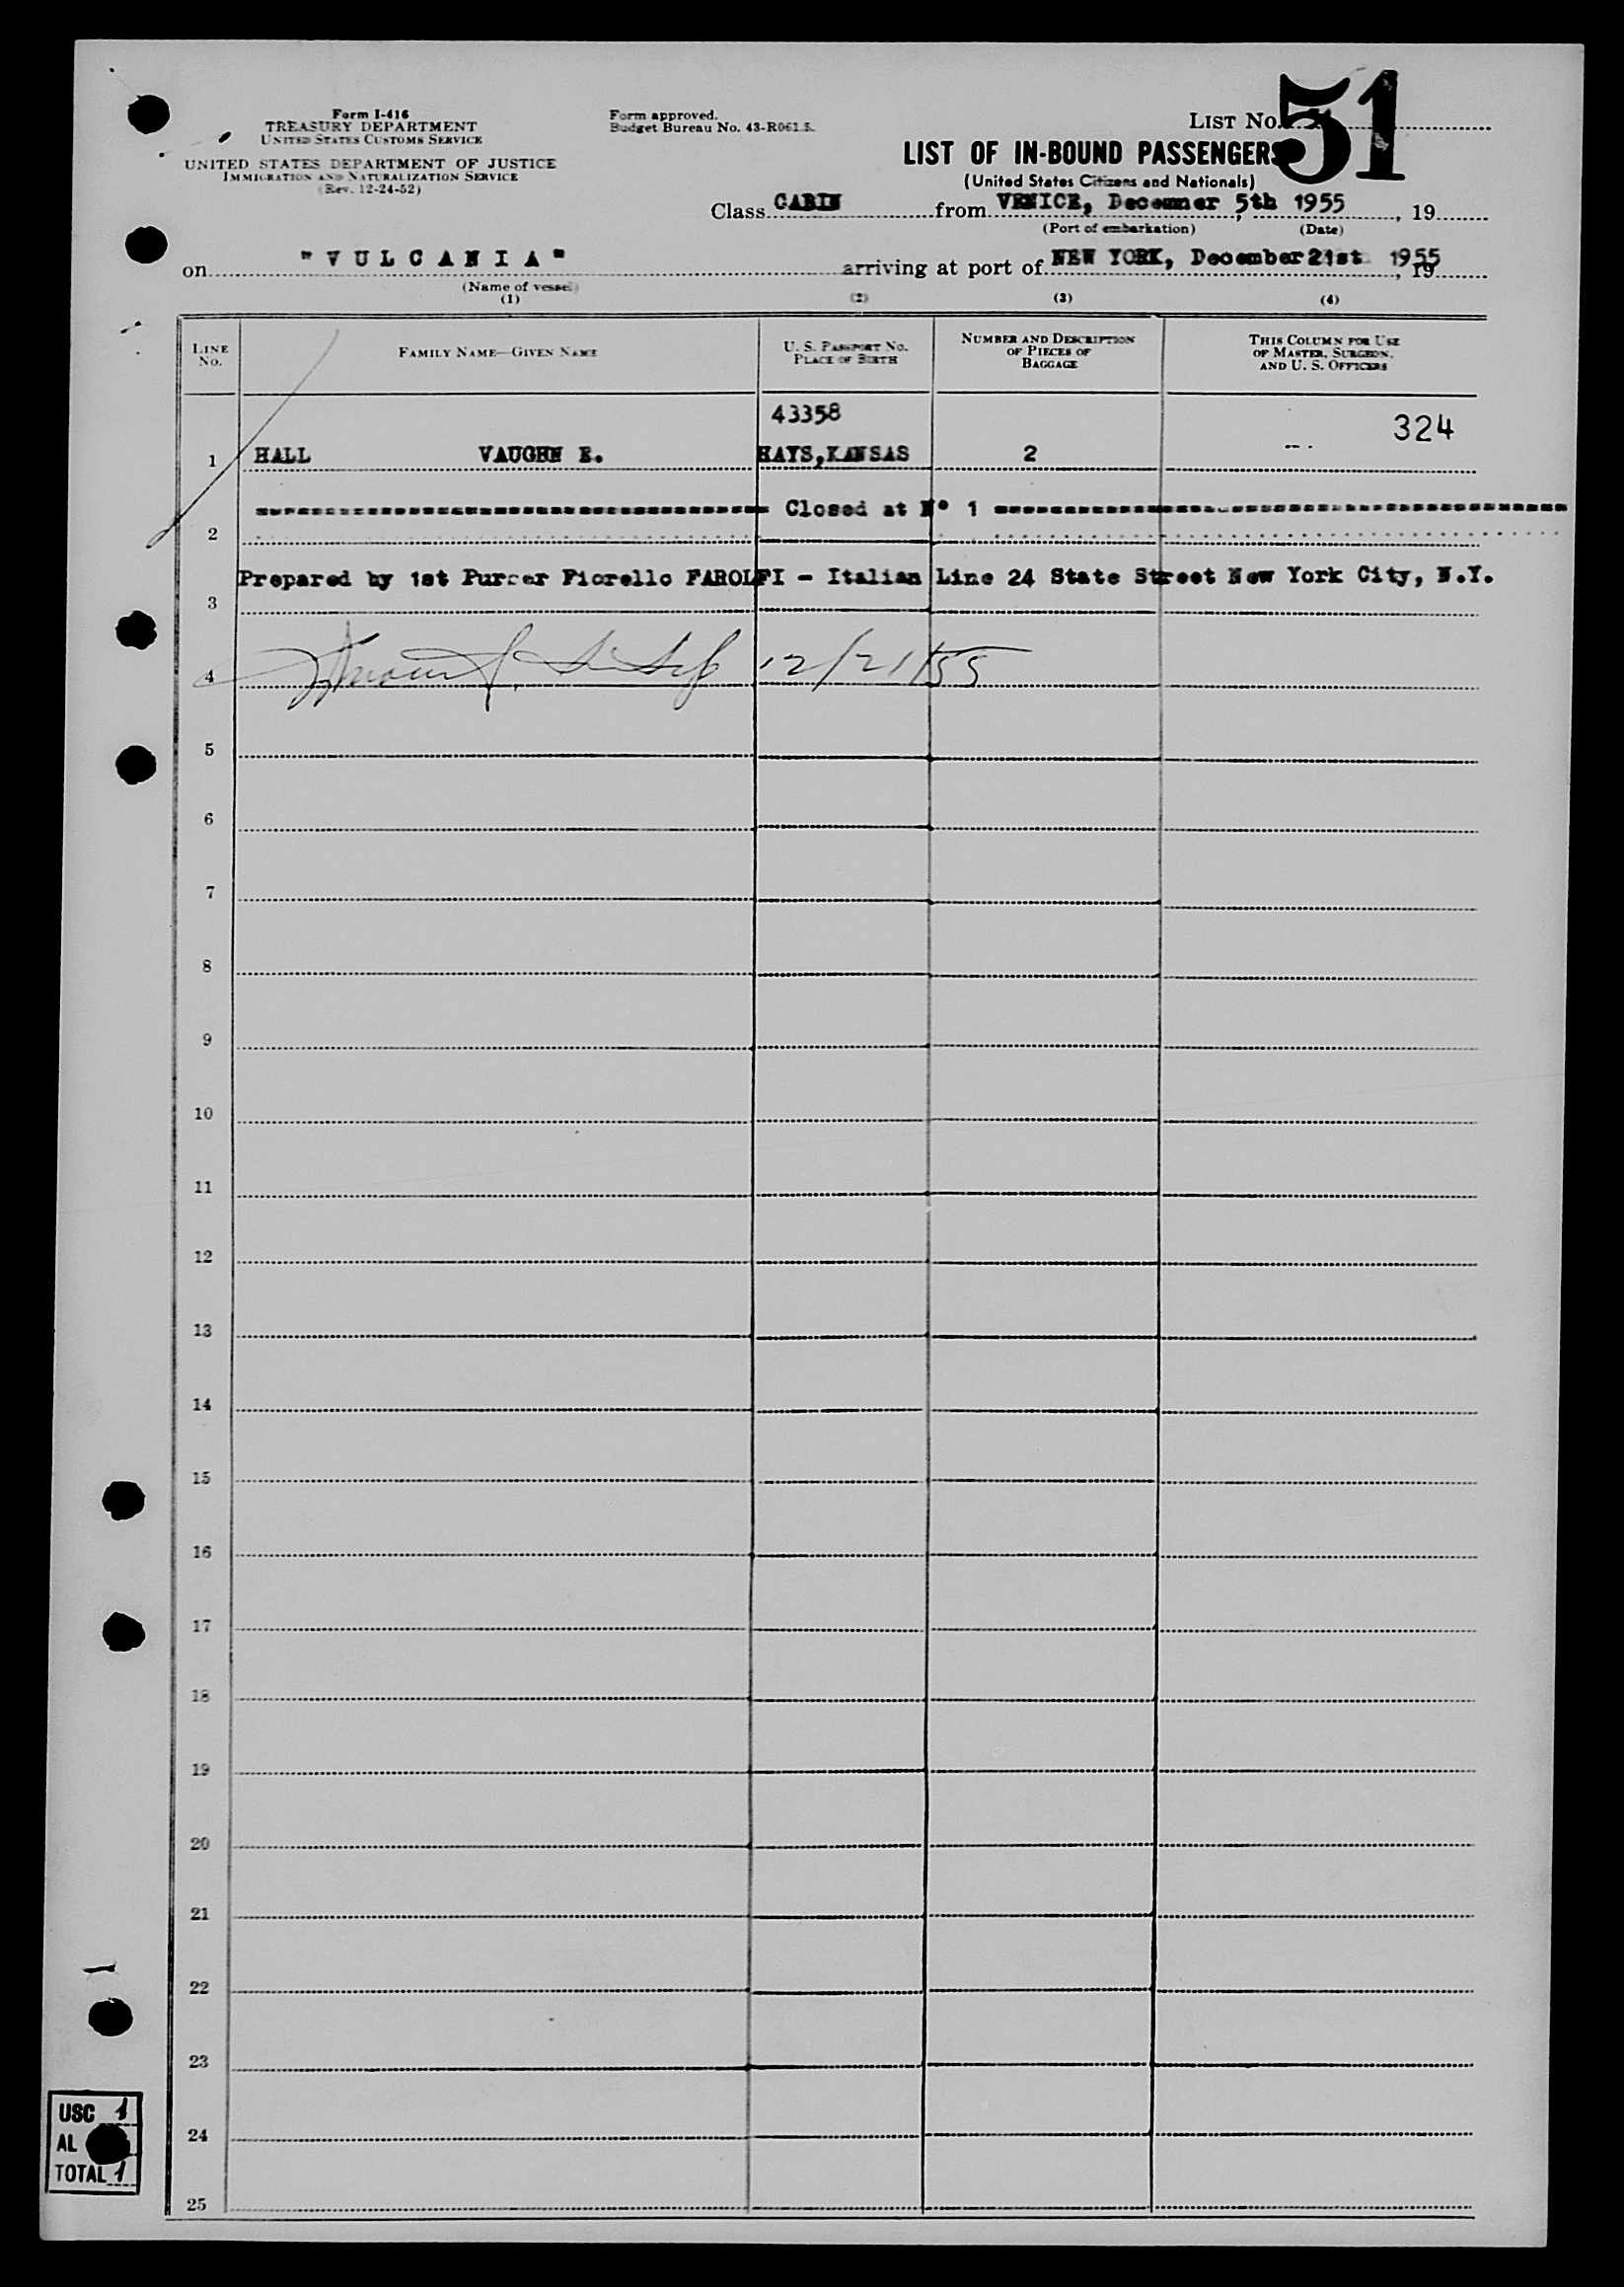 Form I-416
TREASURY DEPARTMENT
UNITED STATES CUSTOMS SERVICE
UNITED STATES DEPARTMENT OF JUSTICE
IMMIGRATION AND NATURALIZATION SERVICE
(Rev. 12-24-52)
Form approved.
Budget Bureau No. 43-R061.5.
LIST No. 51
LIST OF IN-BOUND PASSENGERS
(United States Citizens and Nationals)
Class CABIN from VENICE, Decemner 5th 1955, 19
(Port of embarkation) (Date)
on "VULCANIA" arriving at port of NEW YORK, December 21st 1955, 19
(Name of vessel)
(1) (2) (3) (4)
LINE No. FAMILY NAME—GIVEN NAME U. S. PASSPORT No. PLACE OF BIRTH NUMBER AND DESCRIPTION OF PIECES OF BAGGAGE THIS COLUMN FOR USE OF MASTER, SURGEON, AND U. S. OFFICERS
43358 324
1 HALL VAUGHN E. HAYS,KANSAS 2
Closed at N° 1
2
Prepared by 1st Purser Fiorello FAROLFI - Italian Line 24 State Street New York City, N.Y.
3
4 12/21/55
5
6
7
8
9
10
11
12
13
14
15
16
17
18
19
20
21
22
23
24
25
USC 1
AL
TOTAL 1